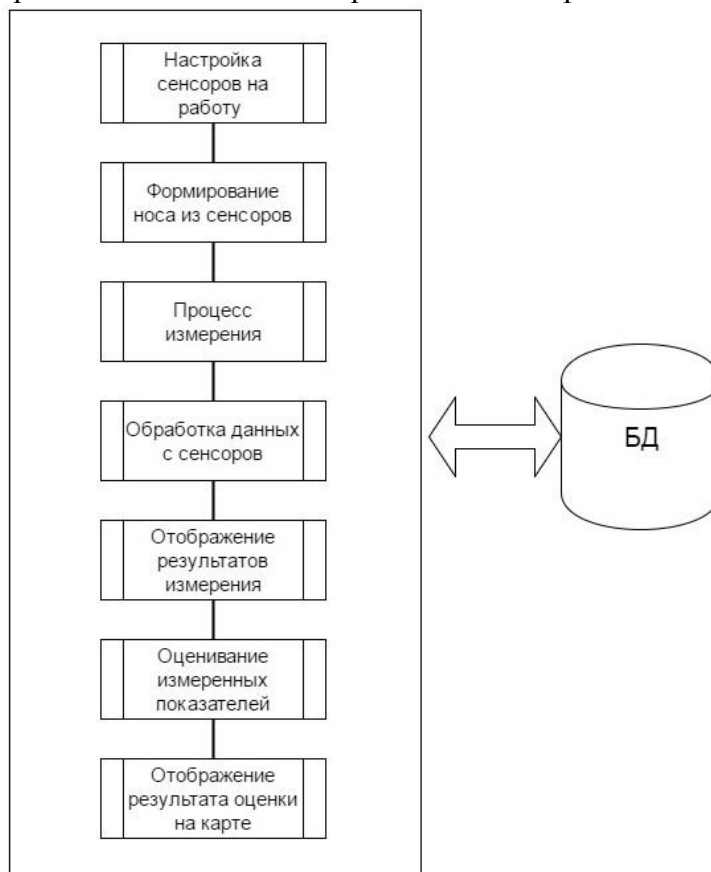 Настройка
сенсоров на
работу
Формирование
носа из сенсоров
Процесс
измерения
Обработка данных
с сенсоров
Отображение
результатов
измерения
Оценивание
измеренных
показателей
Отображение
результата оценки
на карте
БД